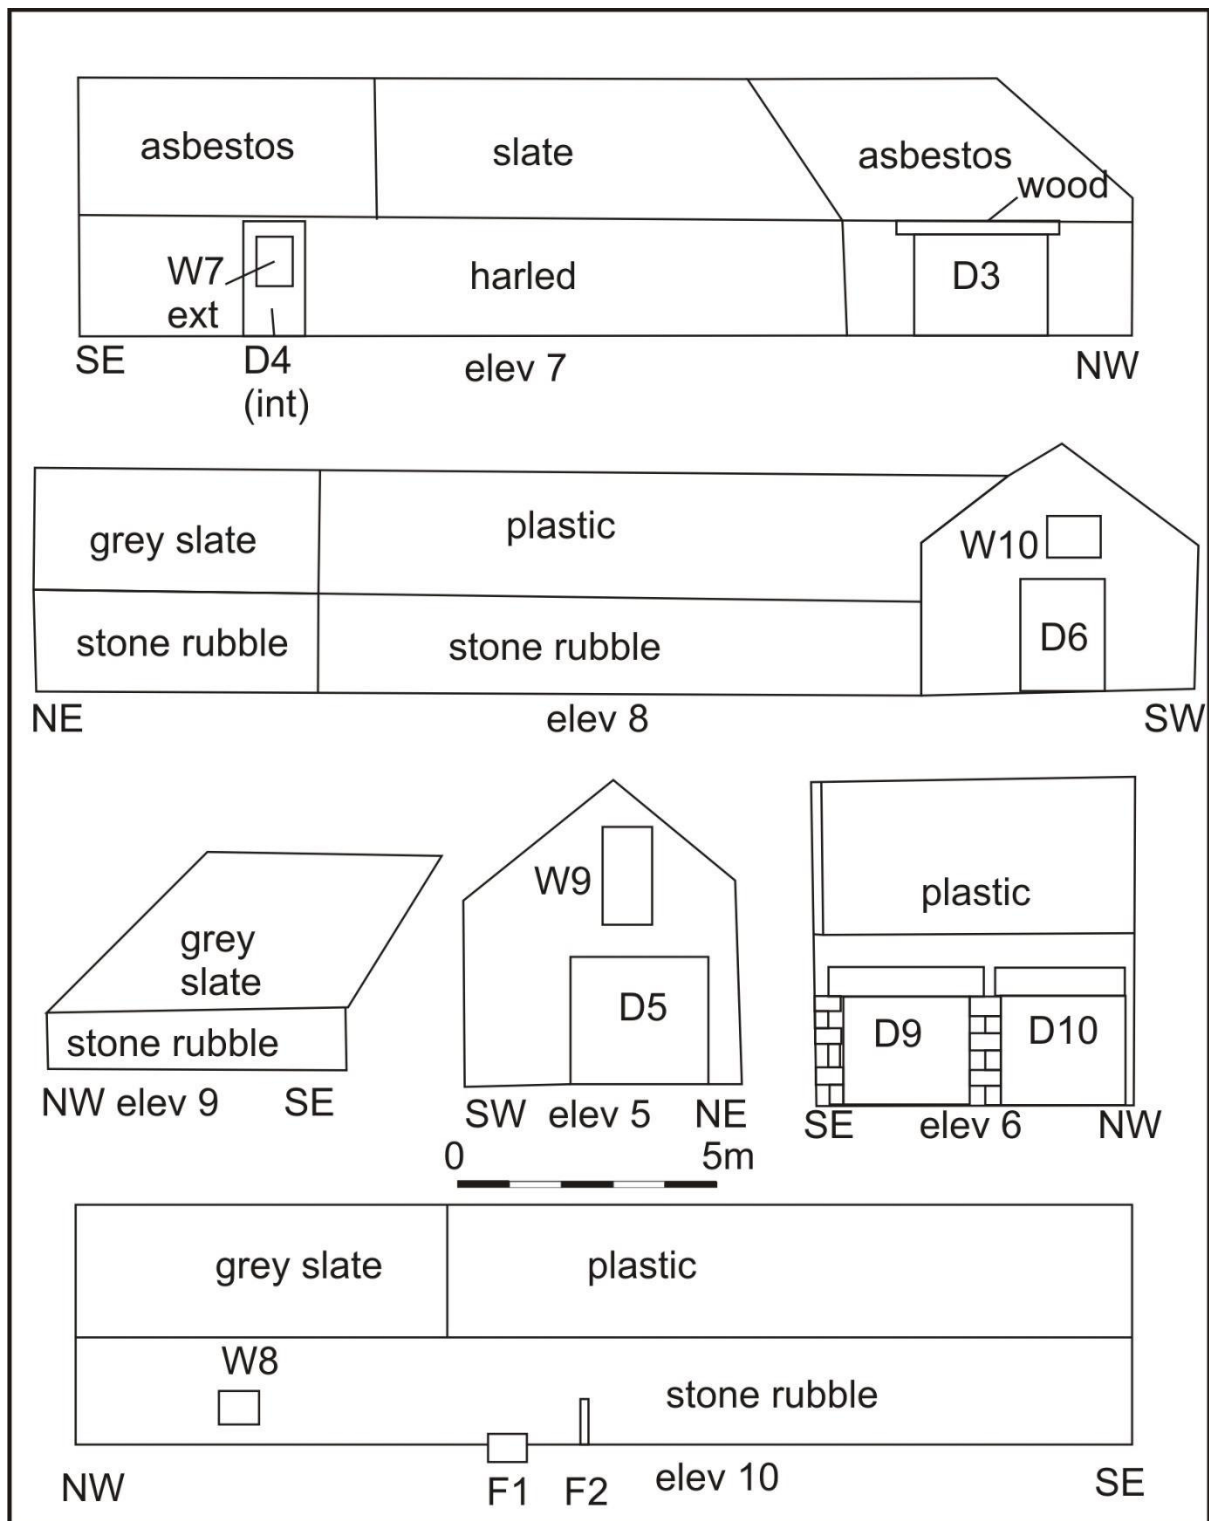 asbestos
slate
asbestos
wood
W7
ext
harled
D3
SE
D4
(int)
elev 7
NW
grey slate
plastic
W10
stone rubble
stone rubble
D6
NE
elev 8
SW
grey
slate
stone rubble
NW elev 9 SE
W9
D5
SW elev 5 NE
plastic
D9
D10
SE elev 6 NW
0 5m
grey slate
plastic
W8
stone rubble
NW
F1
F2
elev 10
SE